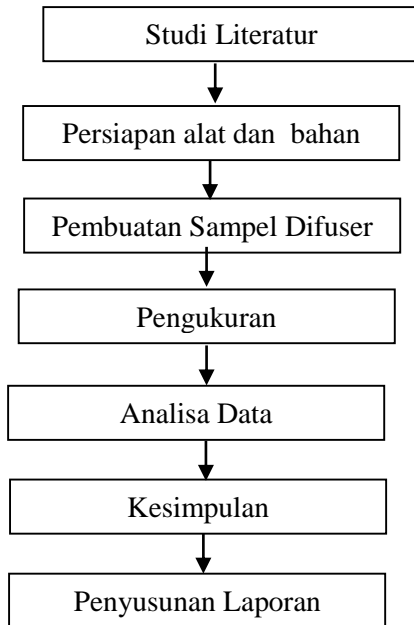 Studi Literatur
Persiapan alat dan bahan
Pembuatan Sampel Difuser
Pengukuran
Analisa Data
Kesimpulan
Penyusunan Laporan